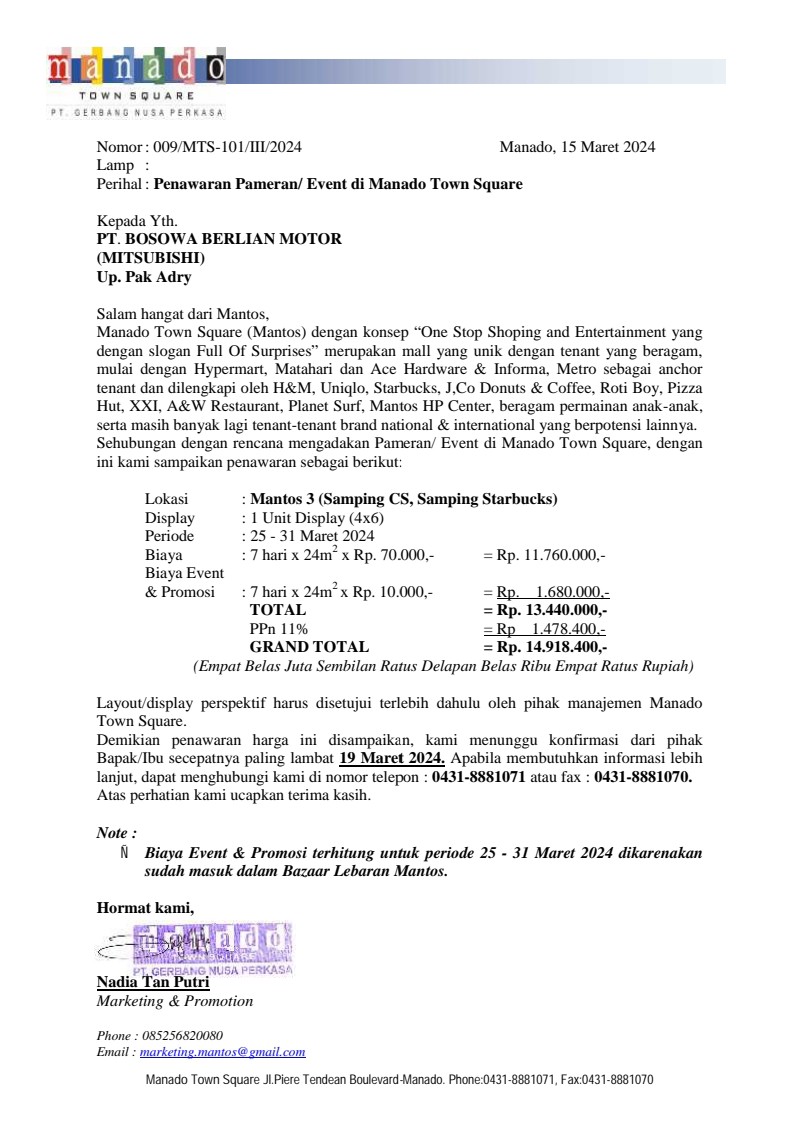 manado
TOWN SQUARE
PT. GERBANG NUSA PERKASA
Nomor : 009/MTS-101/III/2024 Manado, 15 Maret 2024
Lamp :
Perihal : Penawaran Pameran/ Event di Manado Town Square
Kepada Yth.
PT. BOSOWA BERLIAN MOTOR
(MITSUBISHI)
Up. Pak Adry
Salam hangat dari Mantos,
Manado Town Square (Mantos) dengan konsep “One Stop Shoping and Entertainment yang
dengan slogan Full Of Surprises” merupakan mall yang unik dengan tenant yang beragam,
mulai dengan Hypermart, Matahari dan Ace Hardware & Informa, Metro sebagai anchor
tenant dan dilengkapi oleh H&M, Uniqlo, Starbucks, J,Co Donuts & Coffee, Roti Boy, Pizza
Hut, XXI, A&W Restaurant, Planet Surf, Mantos HP Center, beragam permainan anak-anak,
serta masih banyak lagi tenant-tenant brand national & international yang berpotensi lainnya.
Sehubungan dengan rencana mengadakan Pameran/ Event di Manado Town Square, dengan
ini kami sampaikan penawaran sebagai berikut:
Lokasi : Mantos 3 (Samping CS, Samping Starbucks)
Display : 1 Unit Display (4x6)
Periode : 25 - 31 Maret 2024
Biaya : 7 hari x 24m² x Rp. 70.000,- = Rp. 11.760.000,-
Biaya Event
& Promosi : 7 hari x 24m² x Rp. 10.000,- = Rp. 1.680.000,-
TOTAL = Rp. 13.440.000,-
PPn 11% = Rp 1.478.400,-
GRAND TOTAL = Rp. 14.918.400,-
(Empat Belas Juta Sembilan Ratus Delapan Belas Ribu Empat Ratus Rupiah)
Layout/display perspektif harus disetujui terlebih dahulu oleh pihak manajemen Manado
Town Square.
Demikian penawaran harga ini disampaikan, kami menunggu konfirmasi dari pihak
Bapak/Ibu secepatnya paling lambat 19 Maret 2024. Apabila membutuhkan informasi lebih
lanjut, dapat menghubungi kami di nomor telepon : 0431-8881071 atau fax : 0431-8881070.
Atas perhatian kami ucapkan terima kasih.
Note :
Ñ Biaya Event & Promosi terhitung untuk periode 25 - 31 Maret 2024 dikarenakan
sudah masuk dalam Bazaar Lebaran Mantos.
Hormat kami,
manado
TOWN SQUARE
PT. GERBANG NUSA PERKASA
Nadia Tan Putri
Marketing & Promotion
Phone : 085256820080
Email : marketing.mantos@gmail.com
Manado Town Square Jl.Piere Tendean Boulevard-Manado. Phone:0431-8881071, Fax:0431-8881070